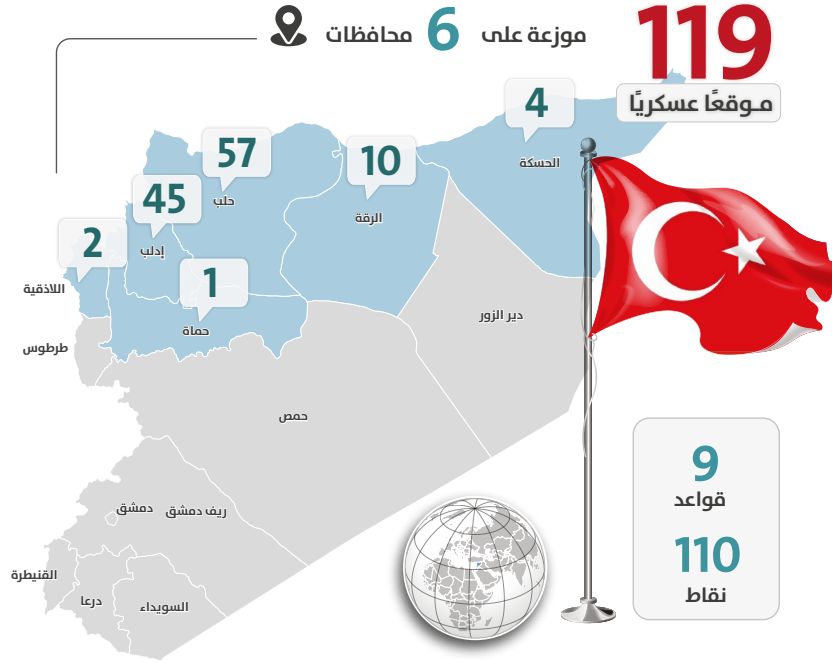 119
موقعًا عسكريًا
موزعة على 6 محافظات
4
الحسكة
57
حلب
10
الرقة
45
إدلب
2
اللاذقية
1
حماة
طرطوس
دير الزور
حمص
ريف دمشق
دمشق
القنيطرة
درعا
السويداء
9
قواعد
110
نقاط